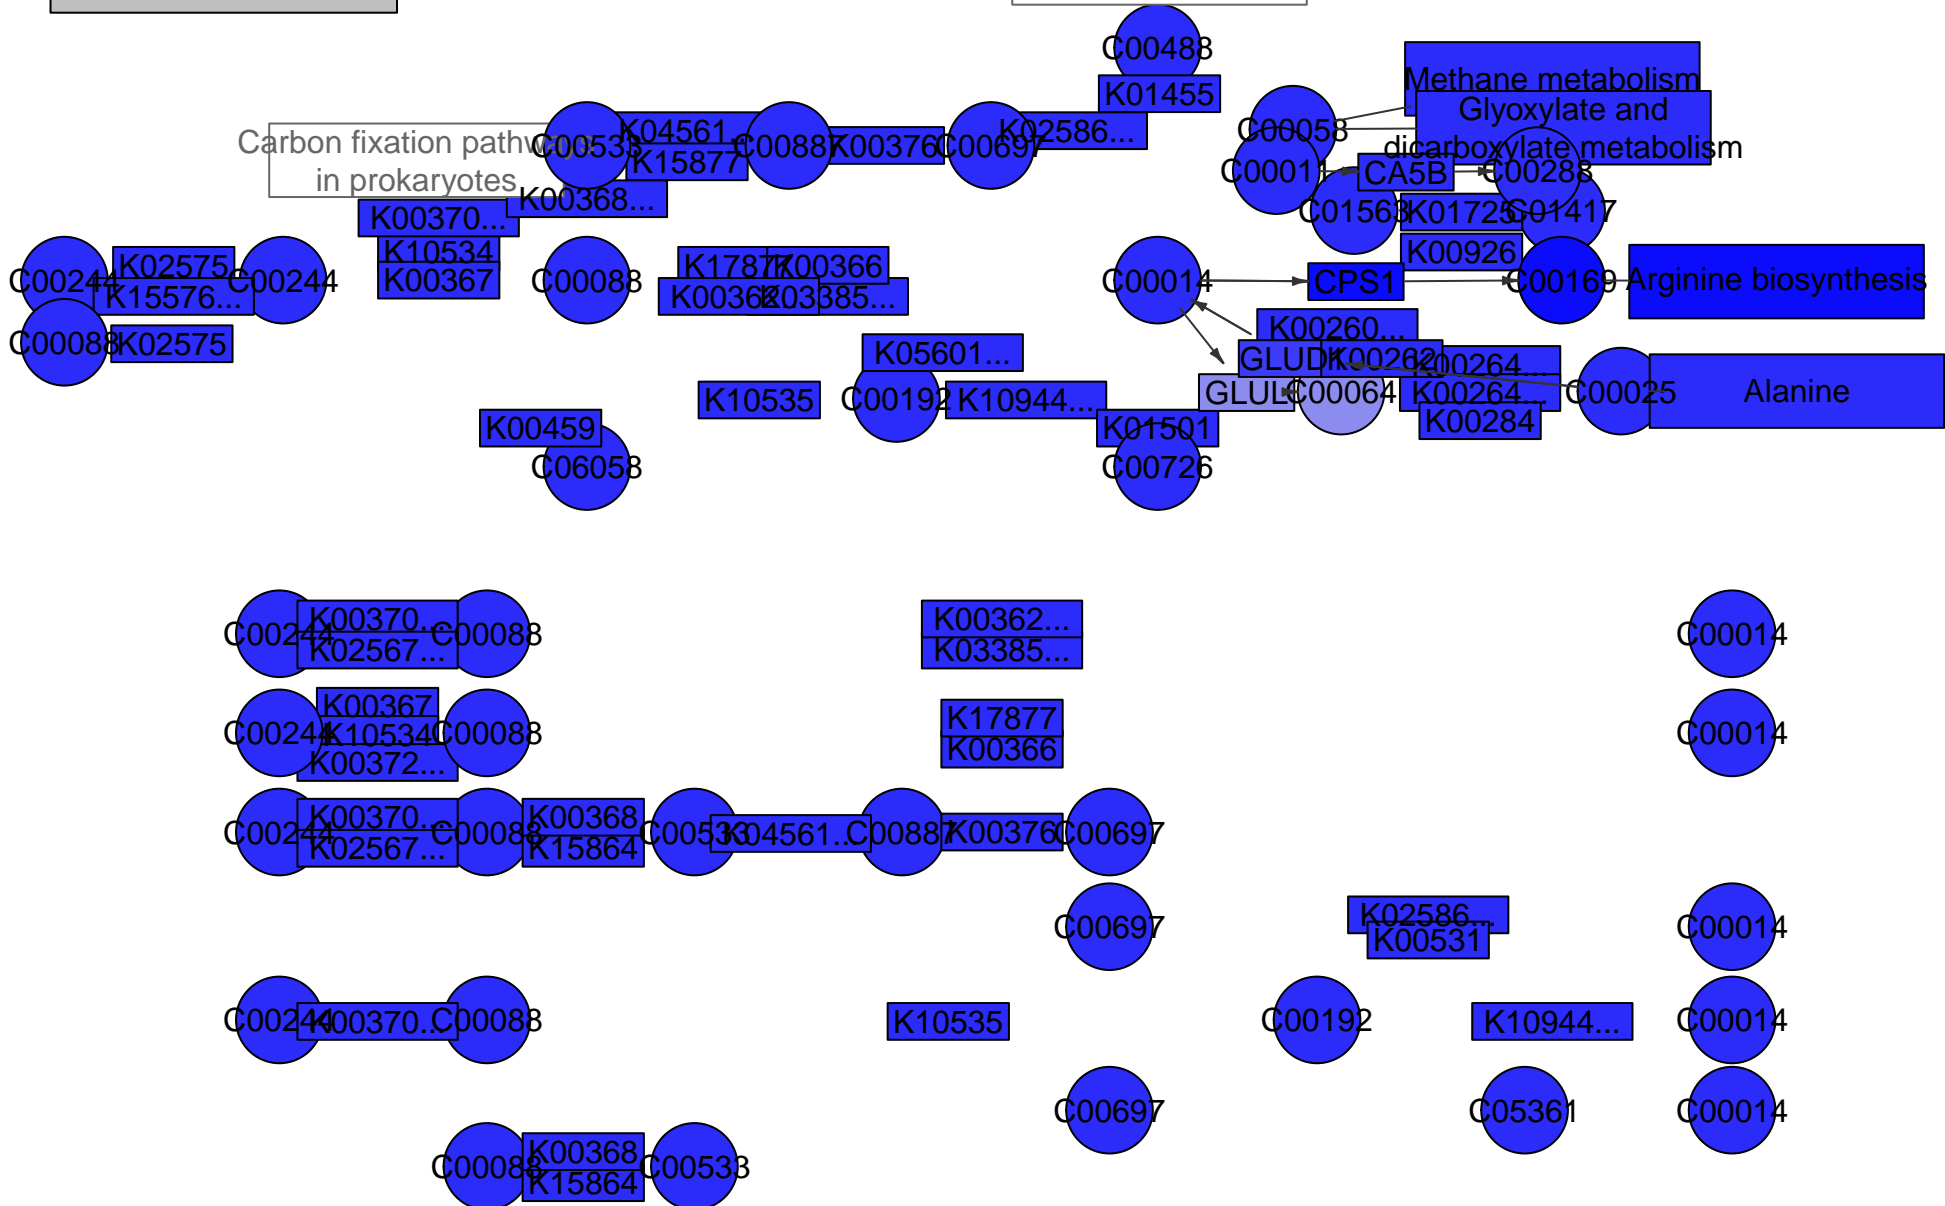 C00488
K01455
Methane metabolism
Glyoxylate and
dicarboxylate metabolism
C00058
Carbon fixation pathways
in prokaryotes
C00533
K04561...
K15877
C00887
K00376
C00697
K02586...
C00011
CA5B
C00288
C01563
K01725
C01417
K00368...
K00370...
K10534
K00367
K00926
C00244
K02575
K15576...
C00244
C00088
K17877
K00366
K00362...
K03385...
C00014
CPS1
C00169
Arginine biosynthesis
C00088
K02575
K05601...
K00260...
GLUD1
K00262
K00264...
K00264...
K00284
GLUL
C00064
C00025
Alanine
K10535
C00192
K10944...
K00459
C06058
K01501
C00726
C00244
K00370...
K02567...
C00088
K00362...
K03385...
C00014
C00244
K00367
K10534
K00372...
C00088
K17877
K00366
C00014
C00244
K00370...
K02567...
C00088
K00368
K15864
C00533
K04561...
C00887
K00376
C00697
C00697
K02586...
K00531
C00014
C00244
K00370...
C00088
K10535
C00192
K10944...
C00014
C00697
C05361
C00014
C00088
K00368
K15864
C00533